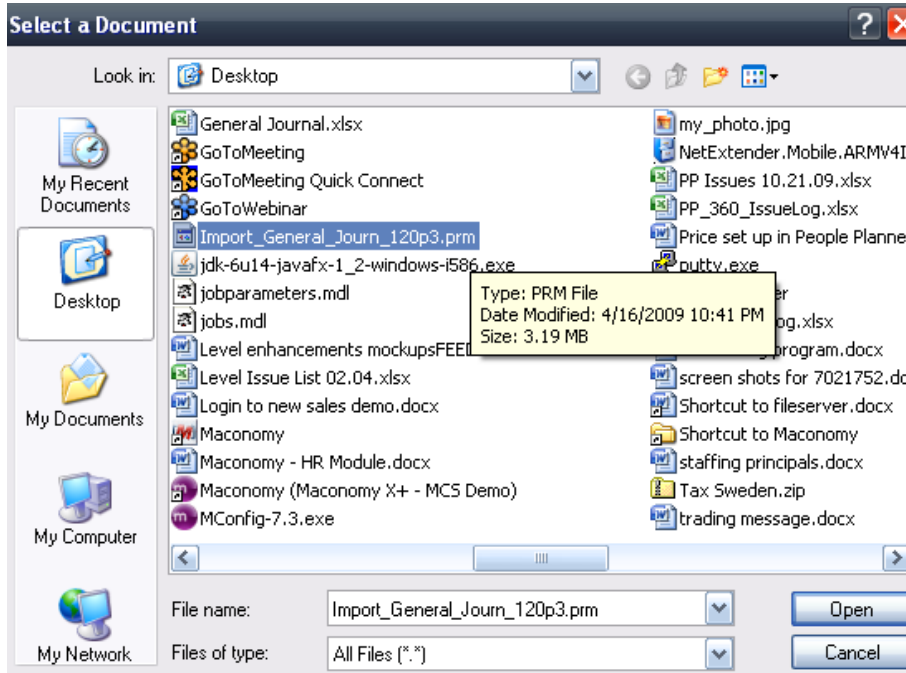 Select a Docum ent
Look in: Desktop
My Recent
Documents
Desktop
My Documents
My Computer
My Network
General Journal.xlsx
GoToMeeting
GoToMeeting Quick Connect
GoToWebinar
Import_General_Journ_120p3.prm
jdk-6u14-javafx-1_2-windows-i586.exe
jobparameters.mdl
jobs.mdl
Level enhancements mockupsFEED
Level Issue List 02.04.xlsx
Login to new sales demo.docx
Maconomy
Maconomy - HR Module.docx
Maconomy (Maconomy X+ - MCS Demo)
MConfig-7.3.exe
my_photo.jpg
NetExtender.Mobile.ARMV4I
PP Issues 10.21.09.xlsx
PP_360_IssueLog.xlsx
Price set up in People Planne
putty.exe
er
og.xlsx
program.docx
screen shots for 7021752.do
Shortcut to fileserver.docx
Shortcut to Maconomy
staffing principals.docx
Tax Sweden.zip
trading message.docx
Type: PRM File
Date Modified: 4/16/2009 10:41 PM
Size: 3.19 MB
File name: Import_General_Journ_120p3.prm Open
Files of type: All Files (*.*) Cancel